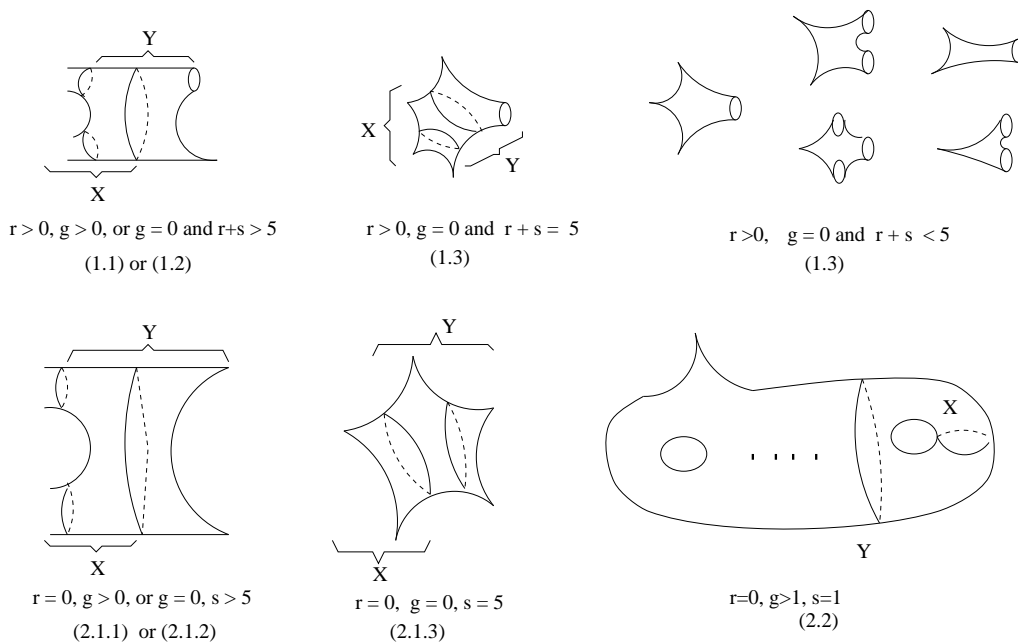 Y
X
r > 0, g > 0, or g = 0 and r+s > 5
(1.1) or (1.2)
X
Y
r > 0, g = 0 and r + s = 5
(1.3)
r >0, g = 0 and r + s < 5
(1.3)
Y
X
r = 0, g > 0, or g = 0, s > 5
(2.1.1) or (2.1.2)
Y
X
r = 0, g = 0, s = 5
(2.1.3)
X
Y
r=0, g>1, s=1
(2.2)